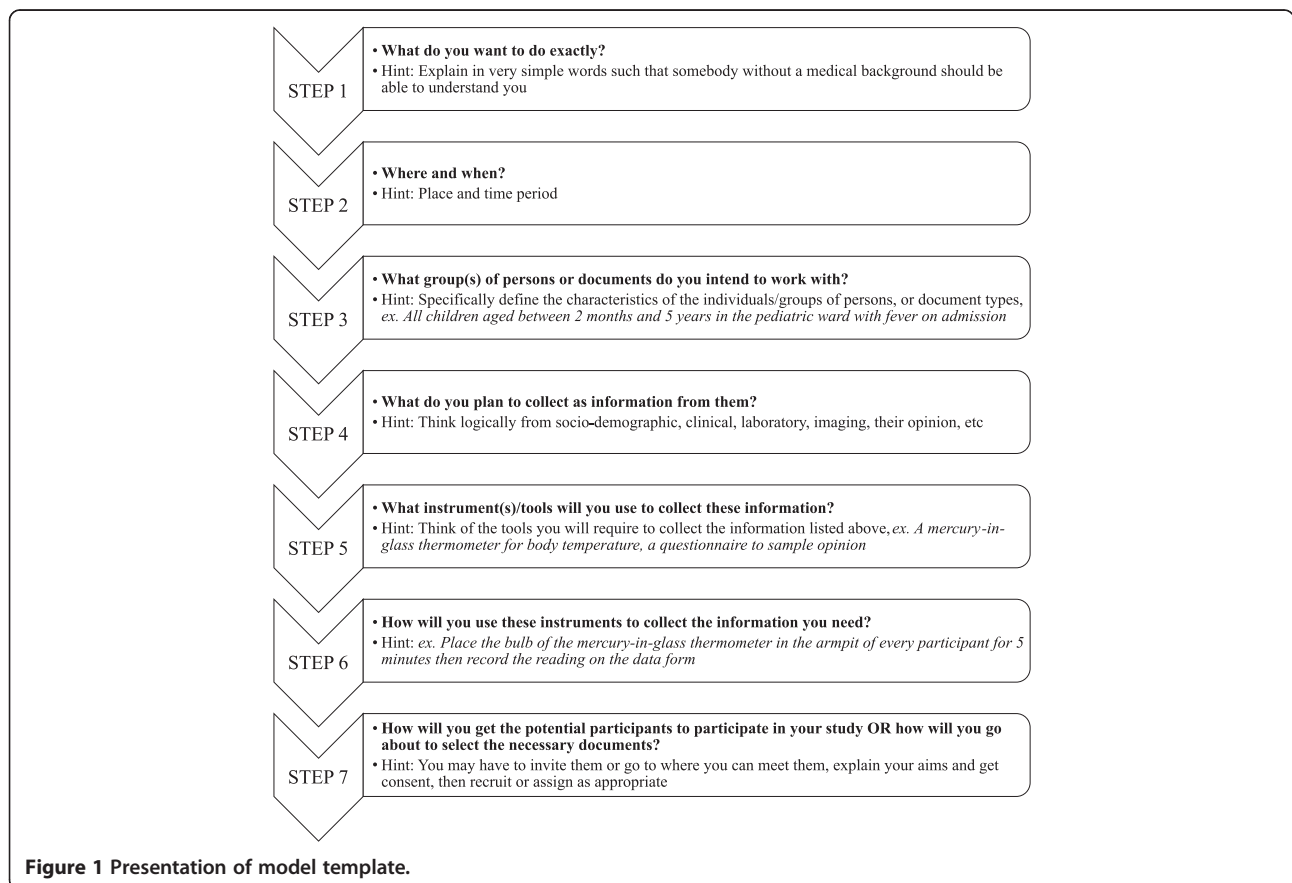 • What do you want to do exactly?
• Hint: Explain in very simple words such that somebody without a medical background should be
able to understand you
STEP 1
• Where and when?
• Hint: Place and time period
STEP 2
• What group(s) of persons or documents do you intend to work with?
• Hint: Specifically define the characteristics of the individuals/groups of persons, or document types,
ex. All children aged between 2 months and 5 years in the pediatric ward with fever on admission
STEP 3
• What do you plan to collect as information from them?
• Hint: Think logically from socio-demographic, clinical, laboratory, imaging, their opinion, etc
STEP 4
• What instrument(s)/tools will you use to collect these information?
• Hint: Think of the tools you will require to collect the information listed above, ex. A mercury-in-
glass thermometer for body temperature, a questionnaire to sample opinion
STEP 5
• How will you use these instruments to collect the information you need?
• Hint: ex. Place the bulb of the mercury-in-glass thermometer in the armpit of every participant for 5
minutes then record the reading on the data form
STEP 6
• How will you get the potential participants to participate in your study OR how will you go
about to select the necessary documents?
• Hint: You may have to invite them or go to where you can meet them, explain your aims and get
consent, then recruit or assign as appropriate
STEP 7
Figure 1 Presentation of model template.